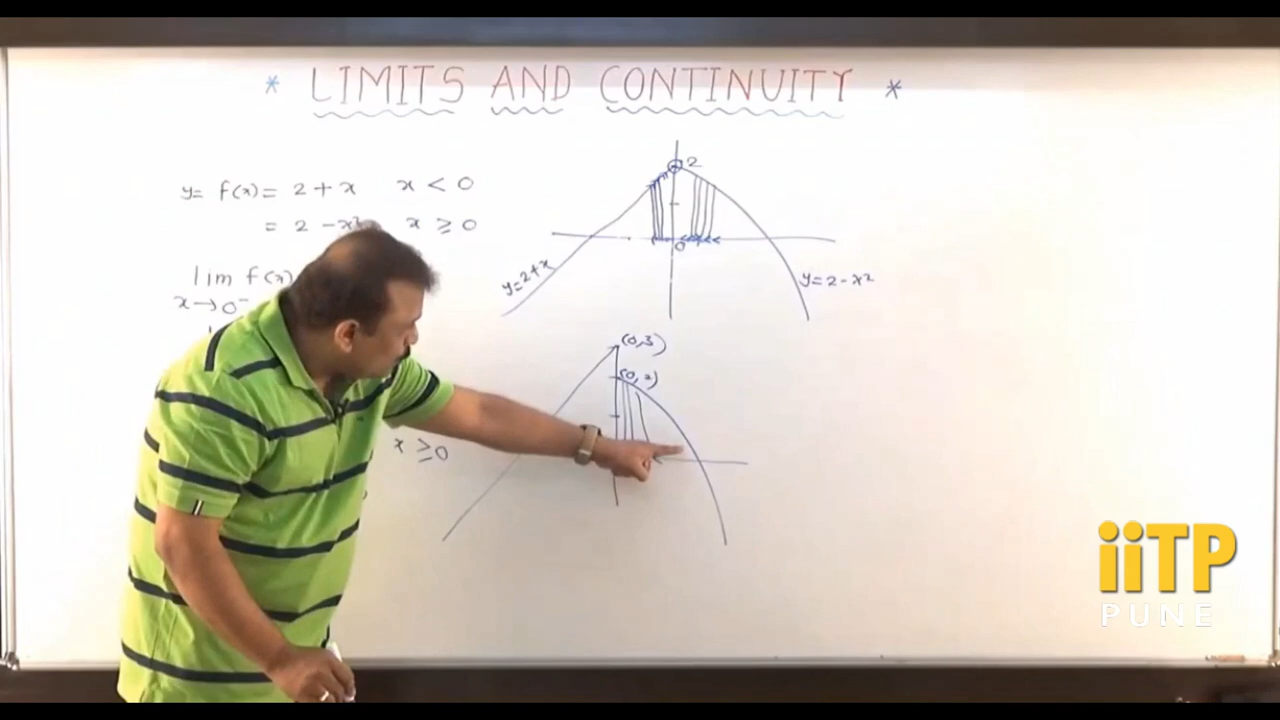 * LIMITS AND CONTINUITY *
y= f(x) = 2 + x x < 0
= 2 - x² x ≥ 0
lim f(x)
x→0⁻
x ≥ 0
2
0
y=2+x
y=2-x²
(0,3)
(0,2)
iiTP
PUNE